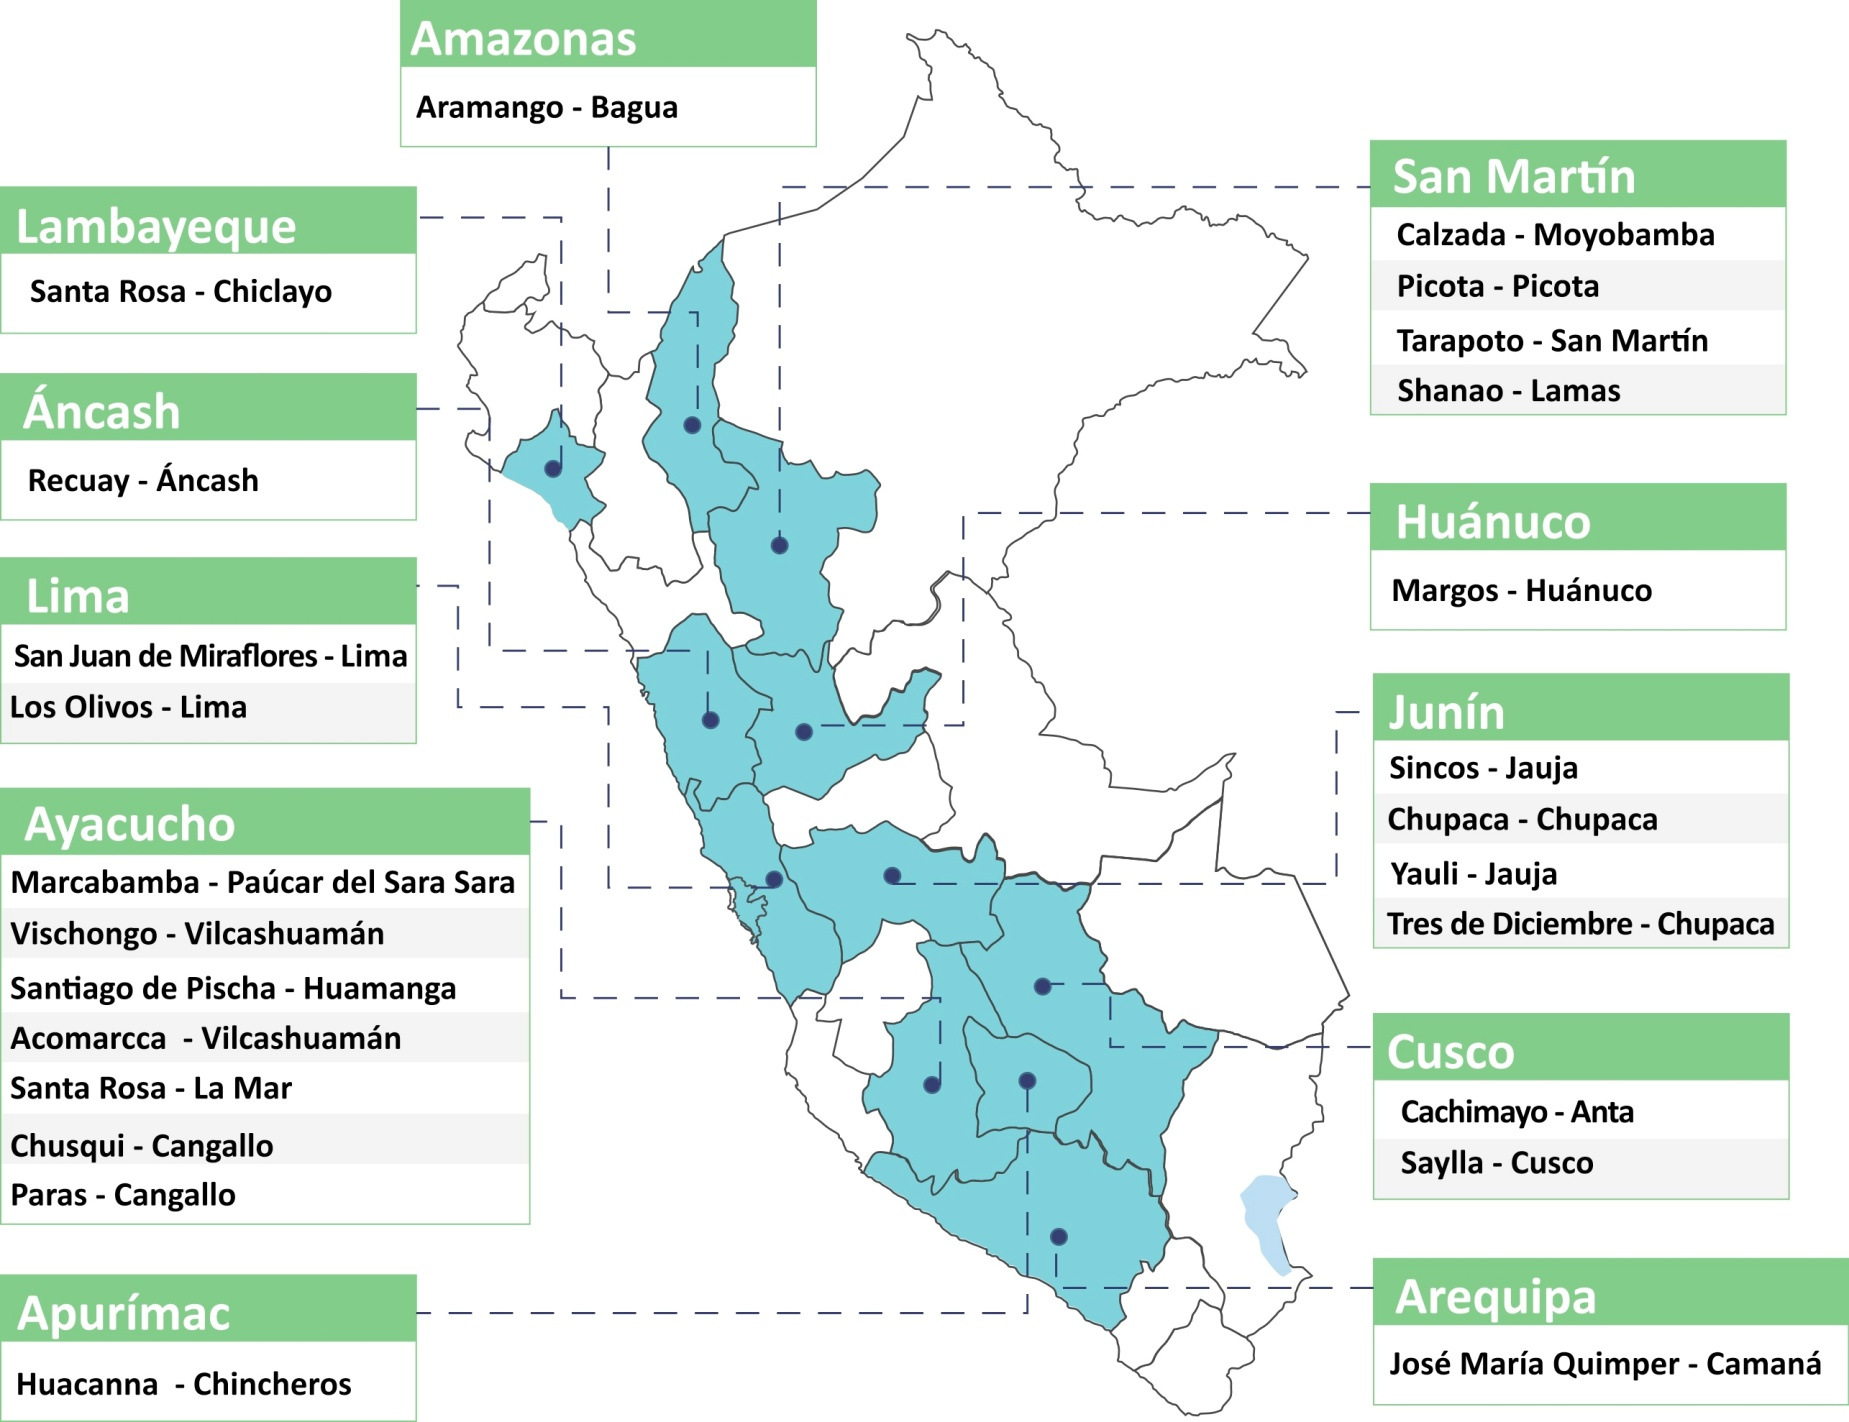 Amazonas
Aramango - Bagua
Lambayeque
Santa Rosa - Chiclayo
Áncash
Recuay - Áncash
Lima
San Juan de Miraflores - Lima
Los Olivos - Lima
Ayacucho
Marcabamba - Paúcar del Sara Sara
Vischongo - Vilcashuamán
Santiago de Pischa - Huamanga
Acomarcca - Vilcashuamán
Santa Rosa - La Mar
Chusqui - Cangallo
Paras - Cangallo
Apurímac
Huacanna - Chincheros
San Martín
Calzada - Moyobamba
Picota - Picota
Tarapoto - San Martín
Shanao - Lamas
Huánuco
Margos - Huánuco
Junín
Sincos - Jauja
Chupaca - Chupaca
Yauli - Jauja
Tres de Diciembre - Chupaca
Cusco
Cachimayo - Anta
Saylla - Cusco
Arequipa
José María Quimper - Camaná